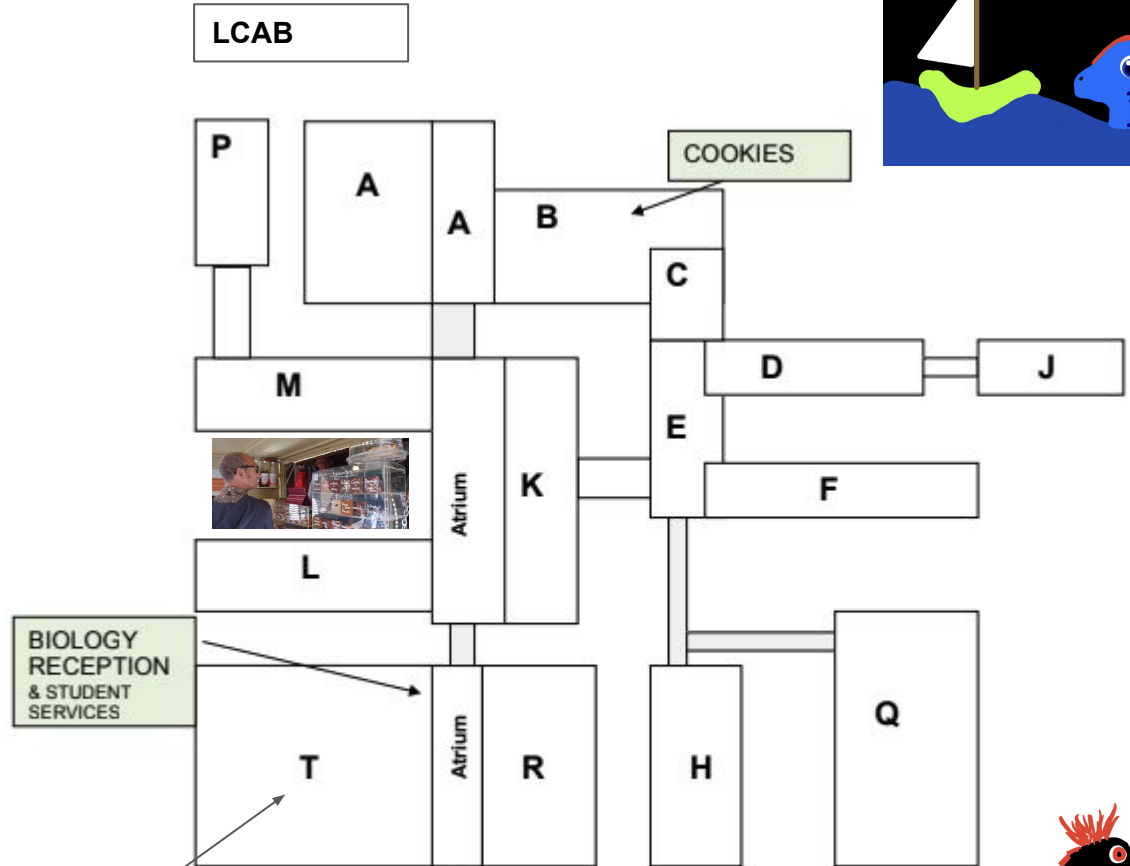 LCAB
P
A
A
B
COOKIES
C
M
D
J
E
K
Atrium
F
L
BIOLOGY
RECEPTION
& STUDENT
SERVICES
T
Atrium
R
H
Q